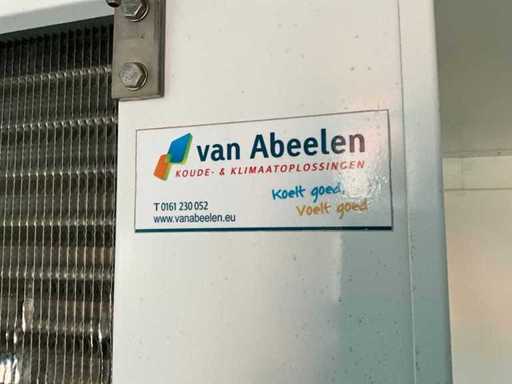 van Abeelen
KOUDE- & KLIMAATOPLOSSINGEN
Koelt goed,
Voelt goed
T 0161 230 052
www.vanabeelen.eu